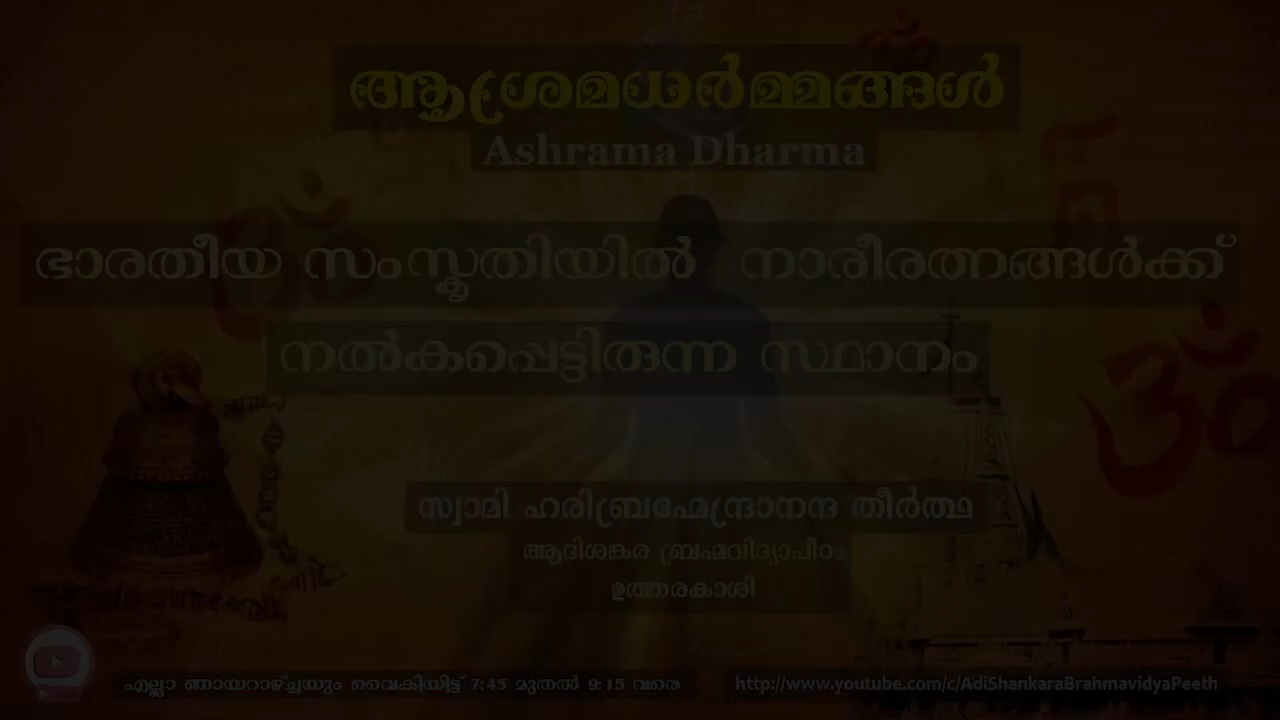 ആശ്രമധർമ്മങ്ങൾ
Ashrama Dharma
ഭാരതീയ സംസ്കൃതിയിൽ നാരീരത്നങ്ങൾക്ക്
നൽകപ്പെട്ടിരുന്ന സ്ഥാനം
സ്വാമി ഹരിബ്രഹ്മേന്ദ്രാനന്ദ തീർത്ഥ
ആദിശങ്കര ബ്രഹ്മവിദ്യാപീഠം
ഉത്തരകാശി
എല്ലാ ഞായറാഴ്ച്ചയും വൈകിയിട്ട് 7:45 മുതൽ 9:15 വരെ
http://www.youtube.com/c/AdiShankaraBrahmavidyaPeeth